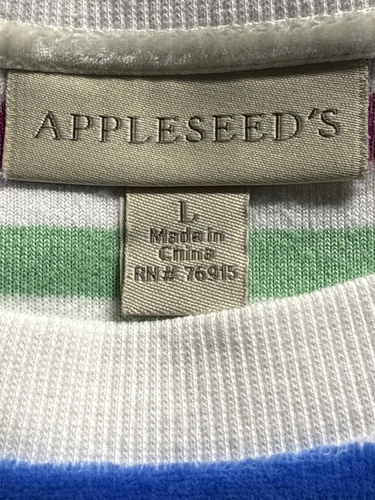 APPLESEED'S
L
Made in
China
RN# 76915